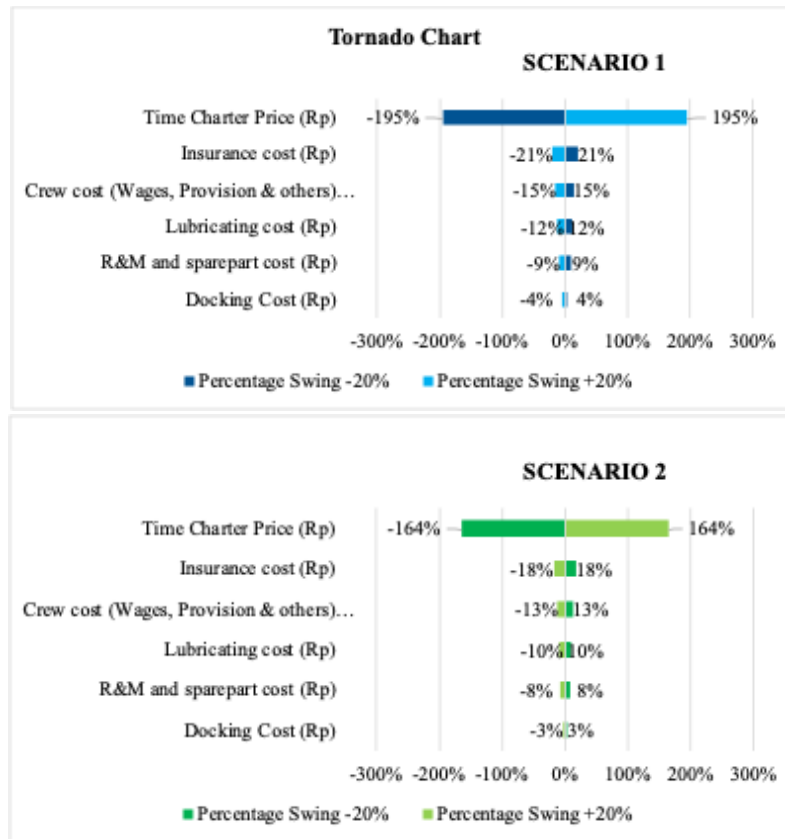 Tornado Chart
SCENARIO 1
Time Charter Price (Rp) -195% 195%
Insurance cost (Rp) -21% 21%
Crew cost (Wages, Provision & others)... -15% 15%
Lubricating cost (Rp) -12% 12%
R&M and sparepart cost (Rp) -9% 9%
Docking Cost (Rp) -4% 4%
-300% -200% -100% 0% 100% 200% 300%
Percentage Swing -20% Percentage Swing +20%
SCENARIO 2
Time Charter Price (Rp) -164% 164%
Insurance cost (Rp) -18% 18%
Crew cost (Wages, Provision & others)... -13% 13%
Lubricating cost (Rp) -10% 10%
R&M and sparepart cost (Rp) -8% 8%
Docking Cost (Rp) -3% 3%
-300% -200% -100% 0% 100% 200% 300%
Percentage Swing -20% Percentage Swing +20%